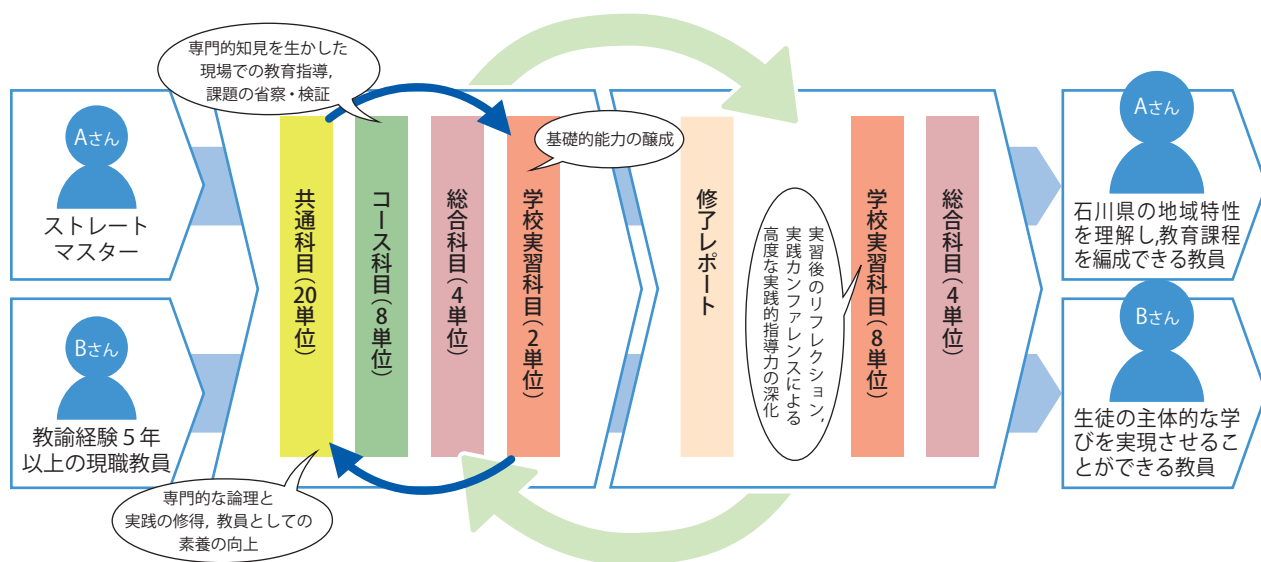 専門的知見を生かした
現場での教育指導,
課題の省察・検証
Aさん
ストレート
マスター
Bさん
教諭経験５年
以上の現職教員
共通科目(20単位)
コース科目(8単位)
総合科目(4単位)
学校実習科目(2単位)
基礎的能力の醸成
専門的な論理と
実践の修得, 教員としての
素養の向上
修了レポート
実習後のリフレクション,
実践カンファレンスによる
高度な実践的指導力の深化
学校実習科目(8単位)
総合科目(4単位)
Aさん
石川県の地域特性
を理解し,教育課程
を編成できる教員
Bさん
生徒の主体的な学
びを実現させるこ
とができる教員